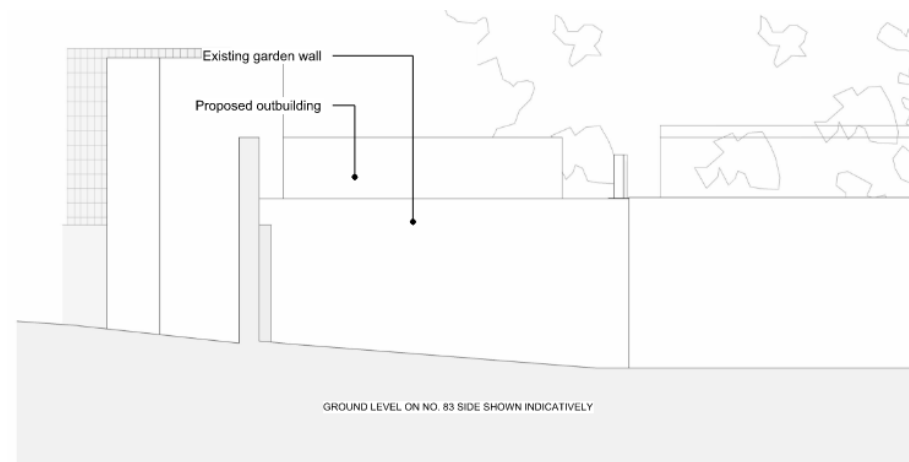 Existing garden wall
Proposed outbuilding
GROUND LEVEL ON NO. 83 SIDE SHOWN INDICATIVELY